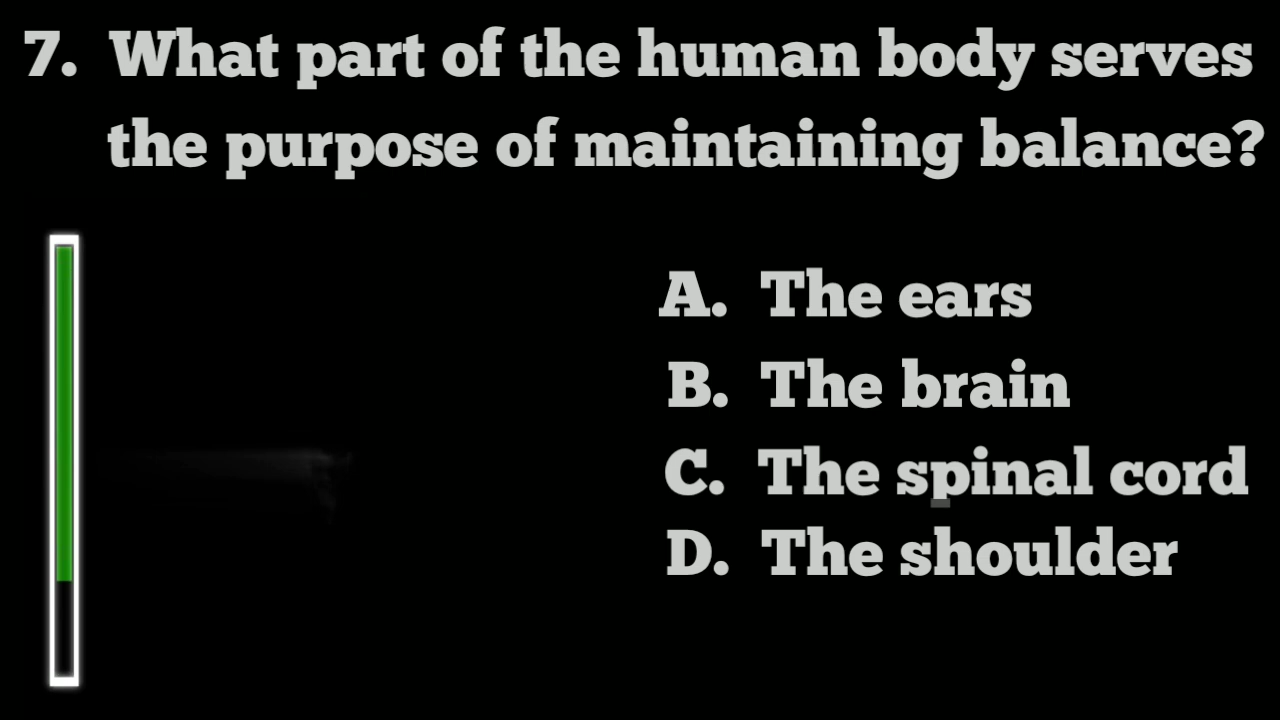 7. What part of the human body serves
the purpose of maintaining balance?
A. The ears
B. The brain
C. The spinal cord
D. The shoulder